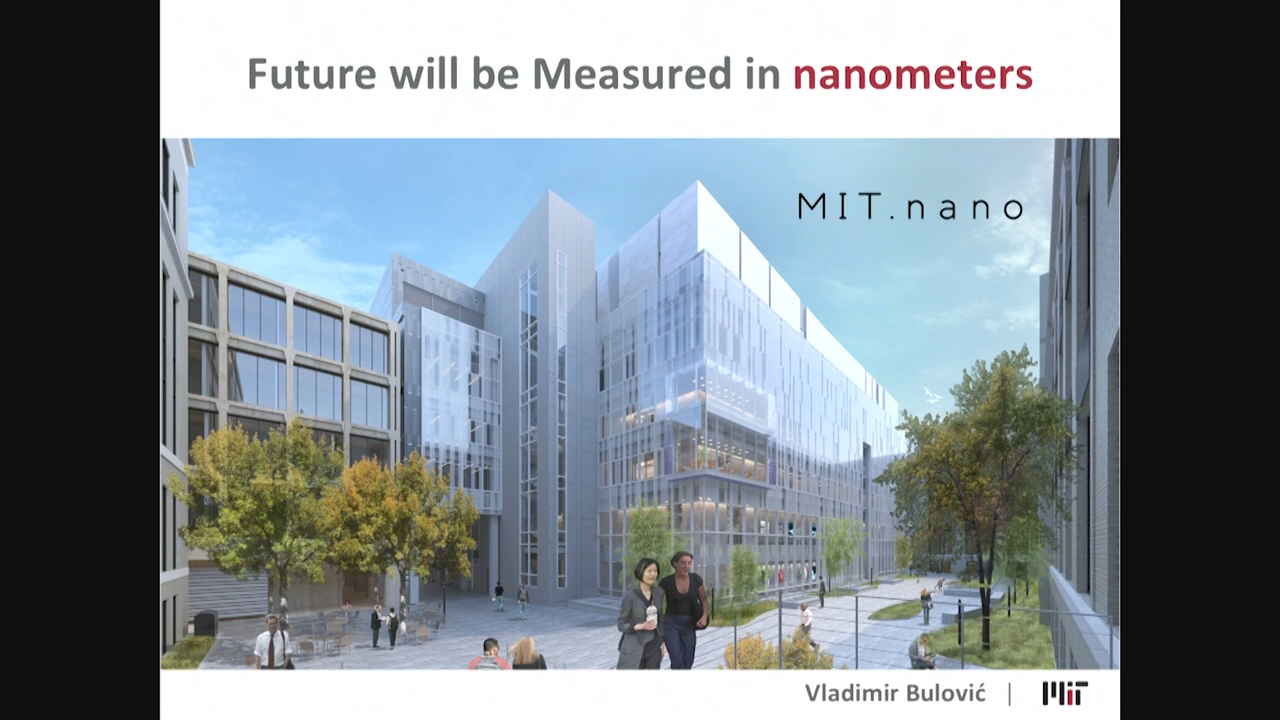 Future will be Measured in nanometers
MIT.nano
Vladimir Bulović | MIT